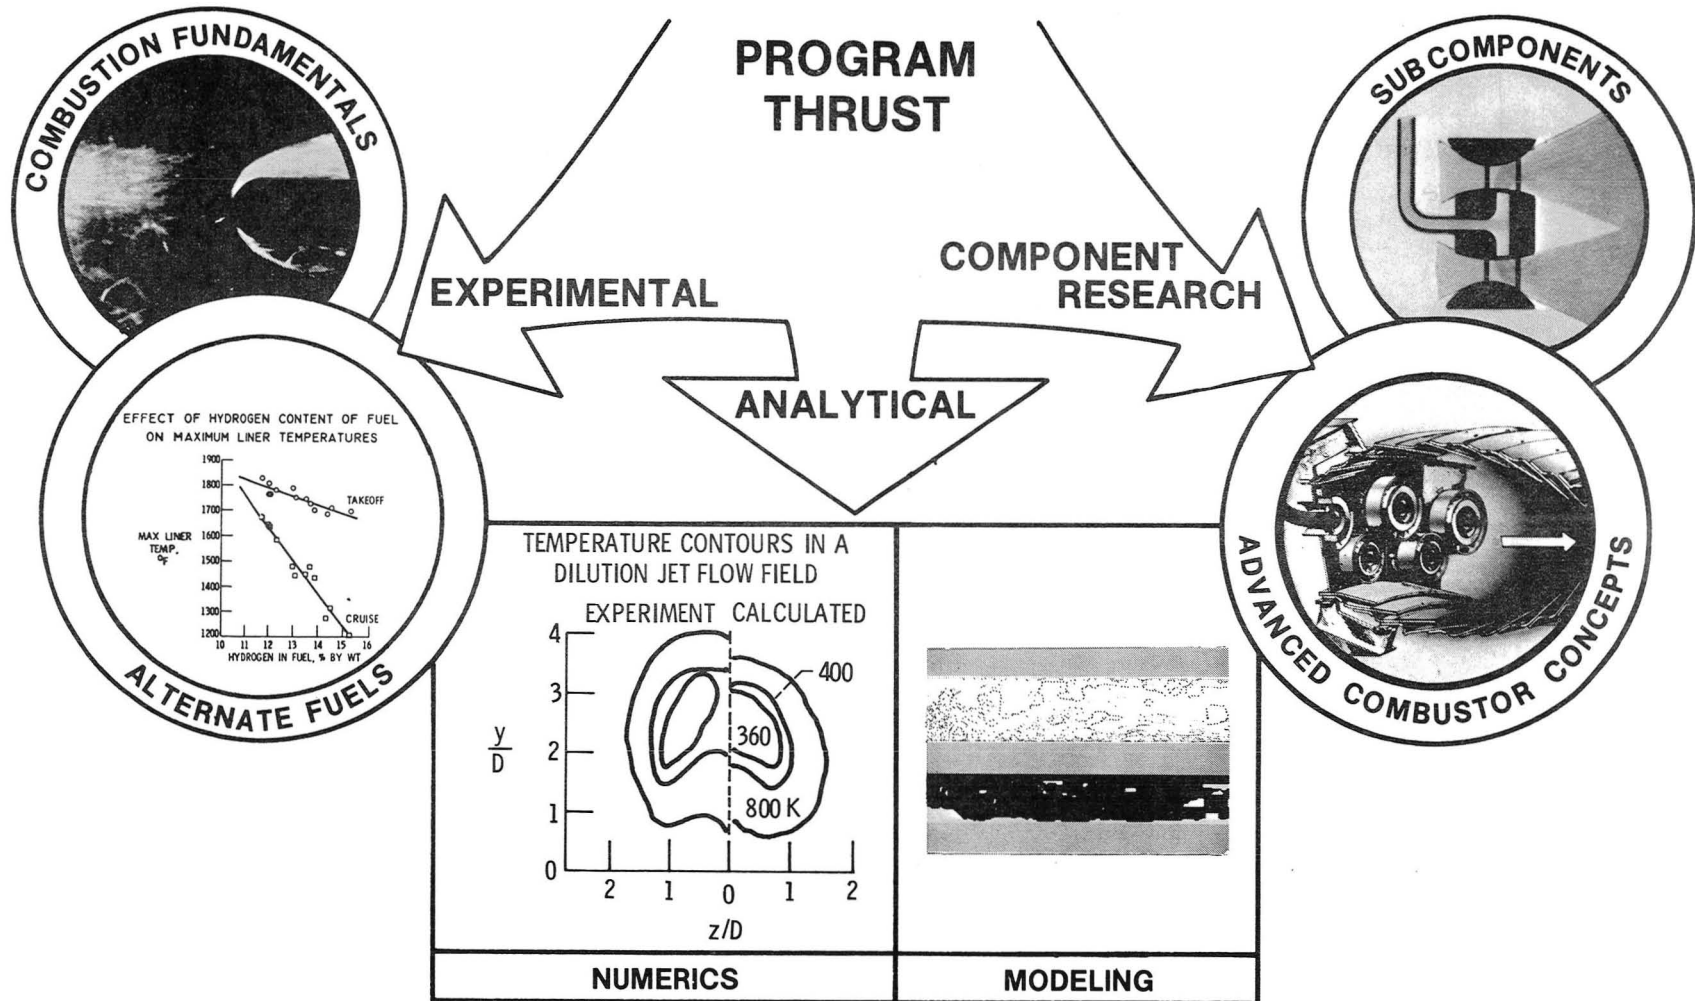 PROGRAM
THRUST
COMBUSTION FUNDAMENTALS
SUBCOMPONENTS
EXPERIMENTAL
COMPONENT
RESEARCH
ANALYTICAL
EFFECT OF HYDROGEN CONTENT OF FUEL
ON MAXIMUM LINER TEMPERATURES
1900
1800
1700
1600
1500
1400
1300
1200
MAX LINER
TEMP,
°F
TAKEOFF
CRUISE
10 11 12 13 14 15 16
HYDROGEN IN FUEL, % BY WT
ALTERNATE FUELS
ADVANCED COMBUSTOR CONCEPTS
TEMPERATURE CONTOURS IN A
DILUTION JET FLOW FIELD
EXPERIMENT CALCULATED
4
3
2
1
0
y
D
400
360
800 K
2 1 0 1 2
z/D
NUMERICS
MODELING